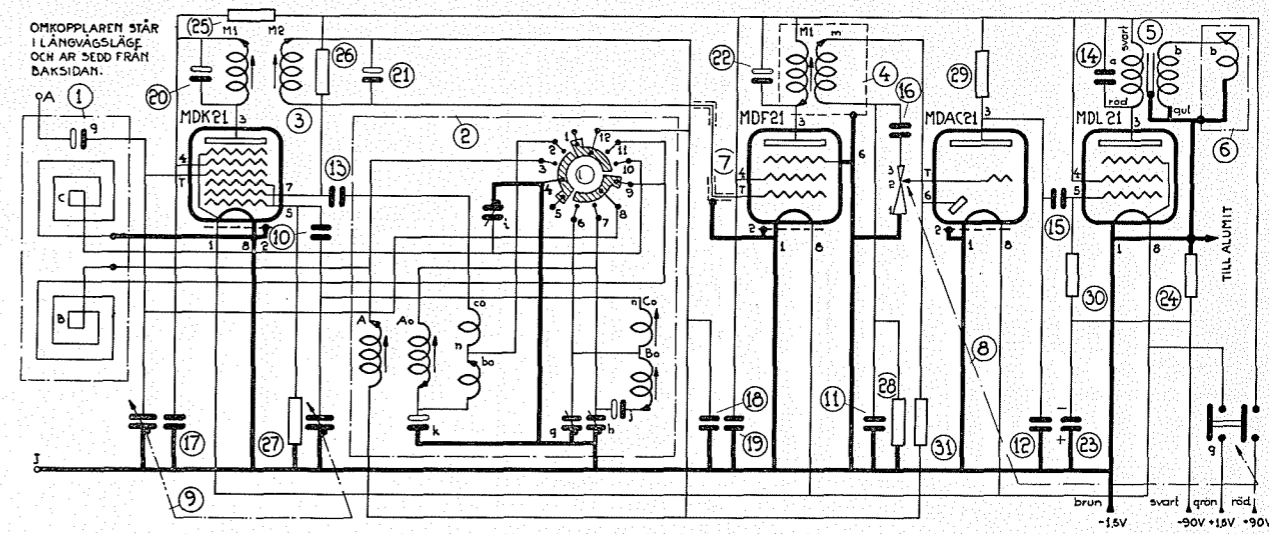 OMKOPPLAREN STÅR
I LÅNGVÅGSLÄGE
OCH ÄR SEDD FRÅN
BAKSIDAN.
25
M1 M2
26
20
3
21
M1 m
22
4
16
29
14
a
svart
röd
5
b b
gul
6
A
1
g
C
B
MDK21
3
4
T
7
5
1 8 2
13
10
2
1 2 3 4 5 6 7 8 9 10 11 12
i
A
Ao
co
n
bo
k
g
h
j
n Co
Bo
7
MDF21
3
4
T
6
2
1 8
3
2
1
MDAC21
3
T
6
2
1 8
15
MDL21
3
4
5
1 8
TILL ALUMIT
30
24
8
17
27
18
19
11
28
31
12
23
−
+
g
J
9
brun svart grön röd
-1,5V -90V +1,5V +90V